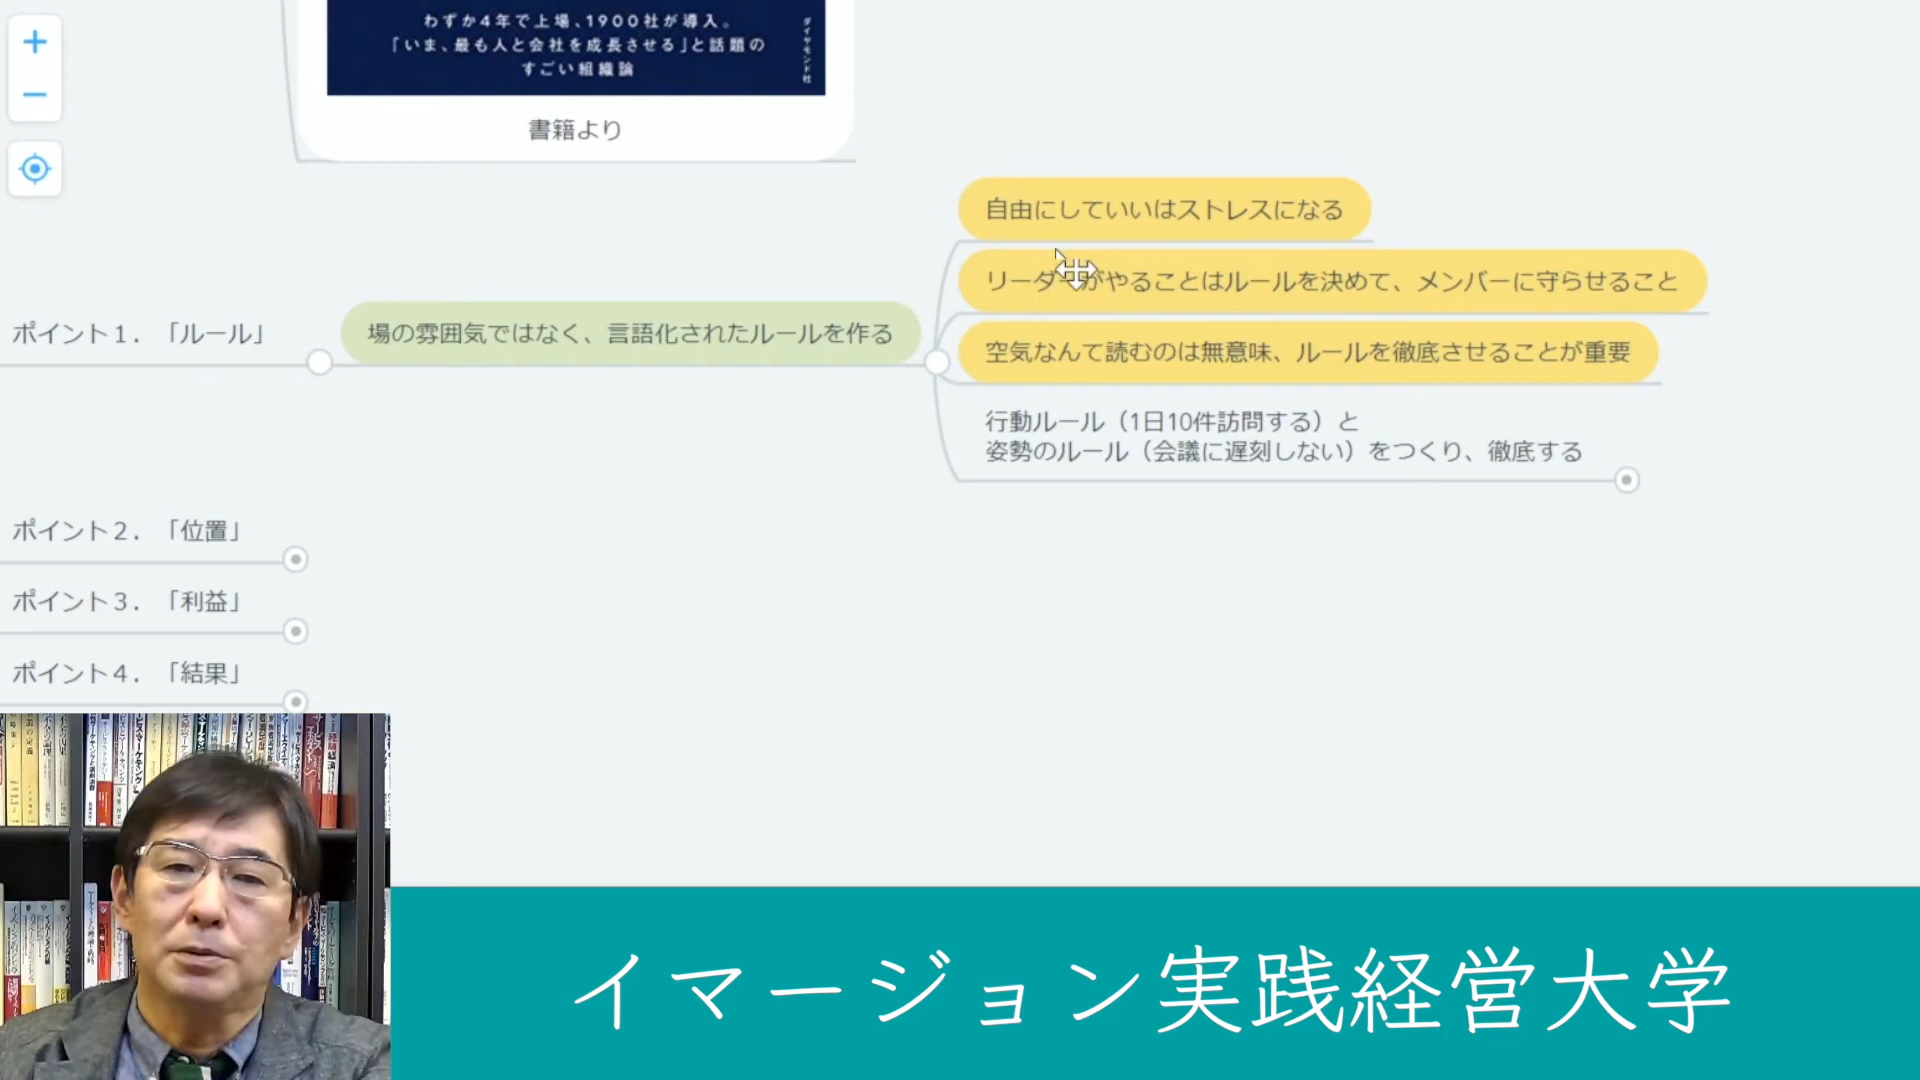 わずか4年で上場、1900社が導入。
「いま、最も人と会社を成長させる」と話題の
すごい組織論
ダイヤモンド社
書籍より
自由にしていいはストレスになる
リーダーがやることはルールを決めて、メンバーに守らせること
ポイント1. 「ルール」
場の雰囲気ではなく、言語化されたルールを作る
空気なんて読むのは無意味、ルールを徹底させることが重要
行動ルール（1日10件訪問する）と
姿勢のルール（会議に遅刻しない）をつくり、徹底する
ポイント2. 「位置」
ポイント3. 「利益」
ポイント4. 「結果」
イマージョン実践経営大学